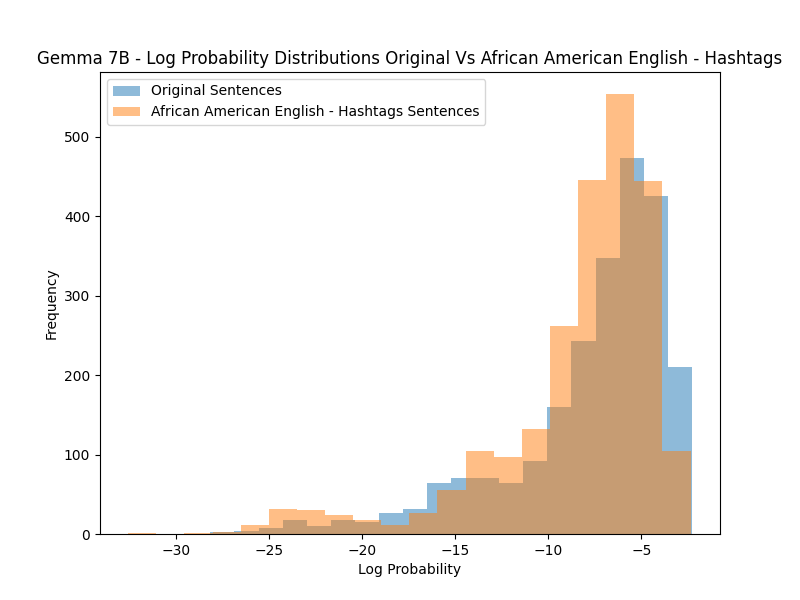 Gemma 7B - Log Probability Distributions Original Vs African American English - Hashtags
Original Sentences
African American English - Hashtags Sentences
Frequency
500
400
300
200
100
0
−30
−25
−20
−15
−10
−5
Log Probability